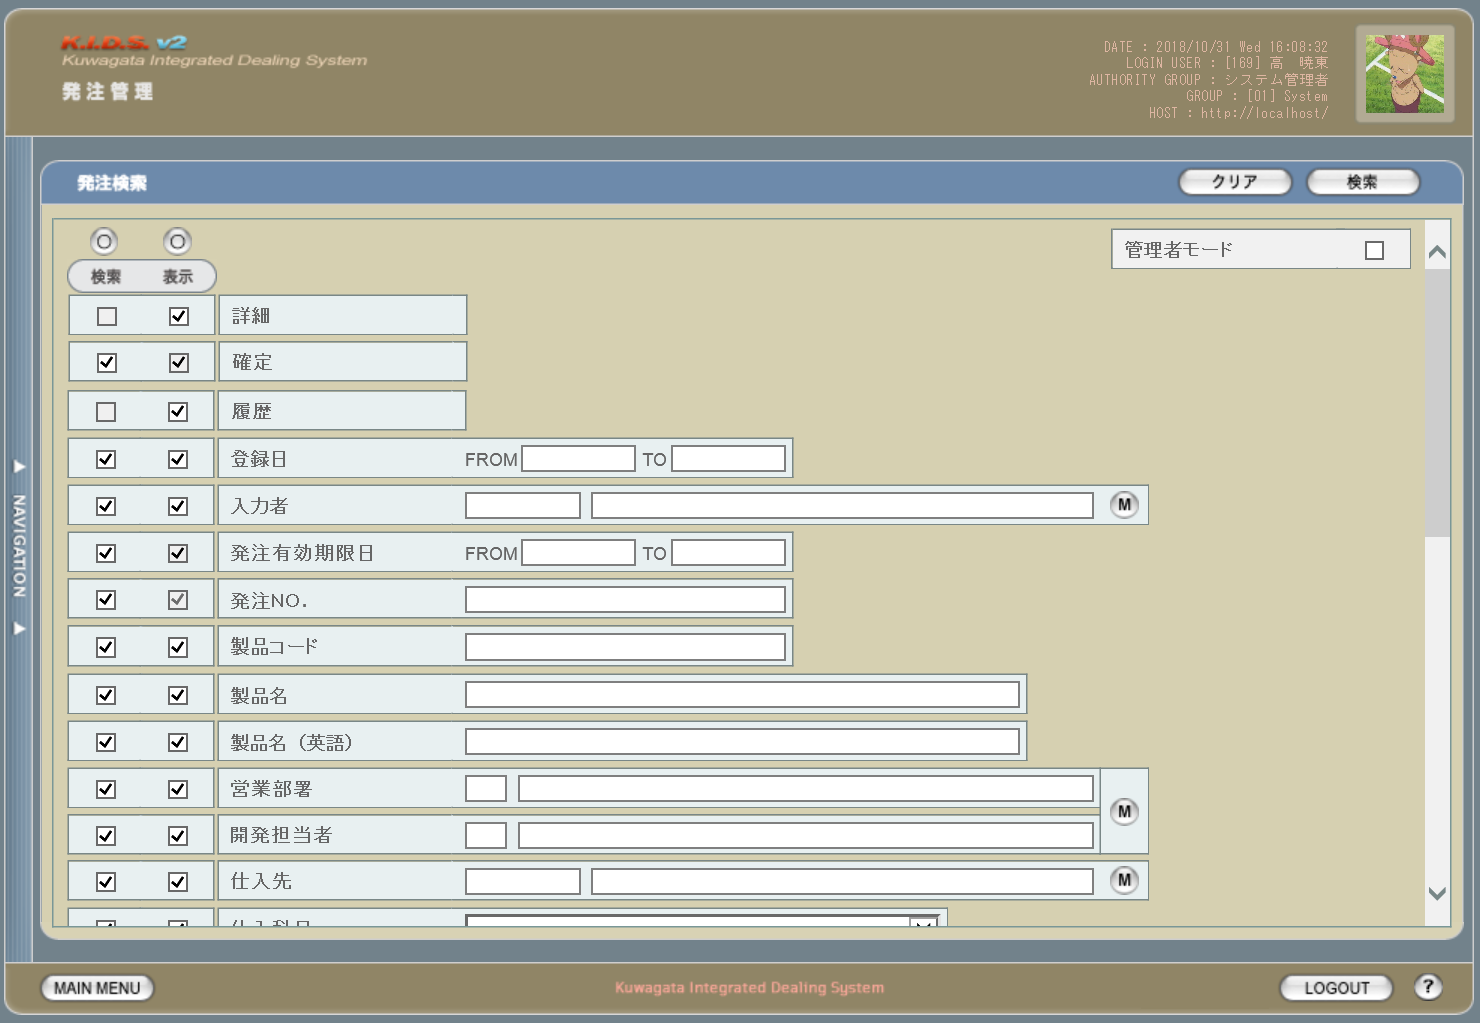 K.I.D.S. v2
Kuwagata Integrated Dealing System
発注管理
DATE : 2018/10/31 Wed 16:08:32
LOGIN USER : [169] 高　暁東
AUTHORITY GROUP : システム管理者
GROUP : [01] System
HOST : http://localhost/
発注検索
クリア
検索
管理者モード
検索 表示
詳細
確定
履歴
登録日 FROM TO
入力者 M
発注有効期限日 FROM TO
発注NO.
製品コード
製品名
製品名（英語）
営業部署
M
開発担当者
仕入先 M
NAVIGATION
MAIN MENU
Kuwagata Integrated Dealing System
LOGOUT
?